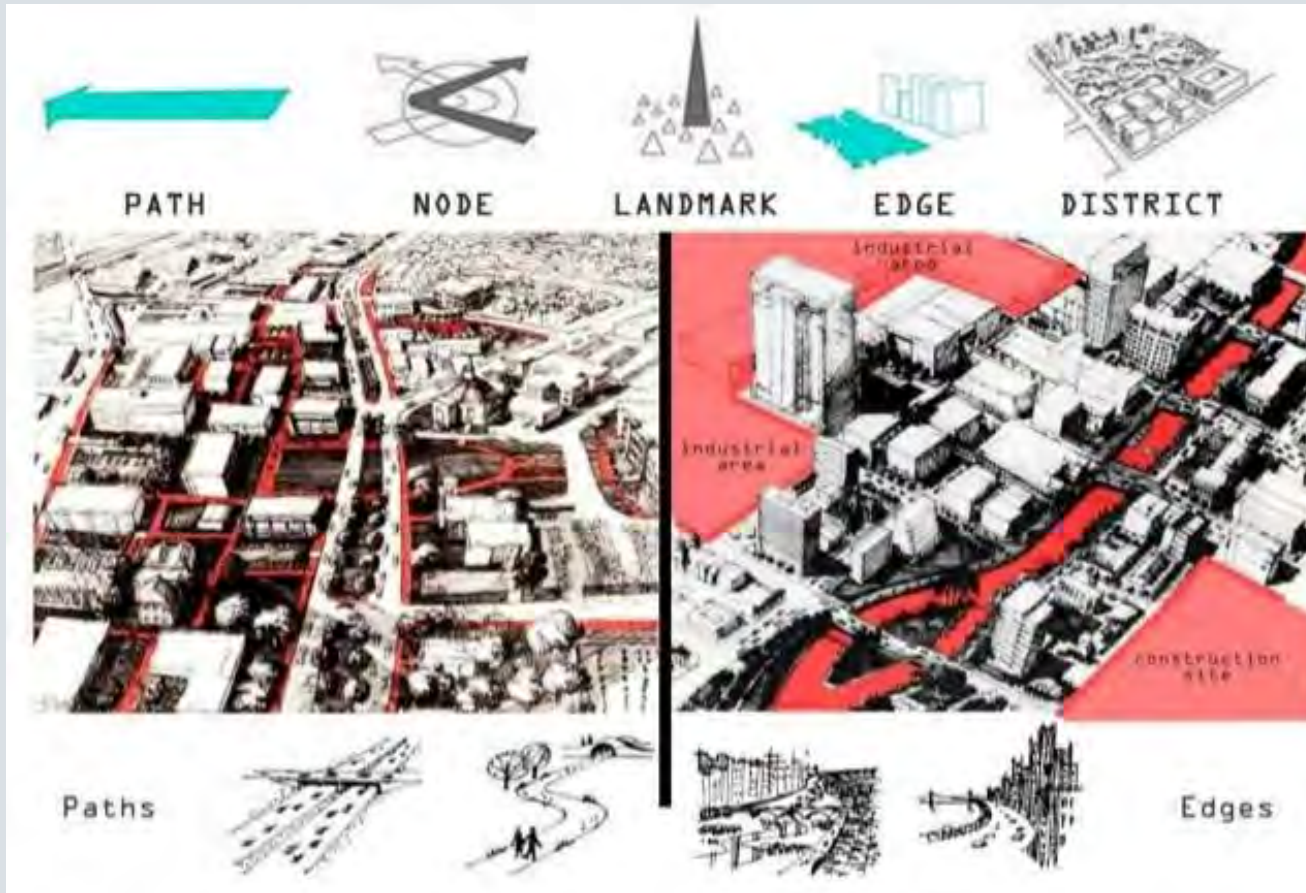 PATH
NODE
LANDMARK
EDGE
DISTRICT
industrial
area
industrial
area
construction
site
Paths
Edges